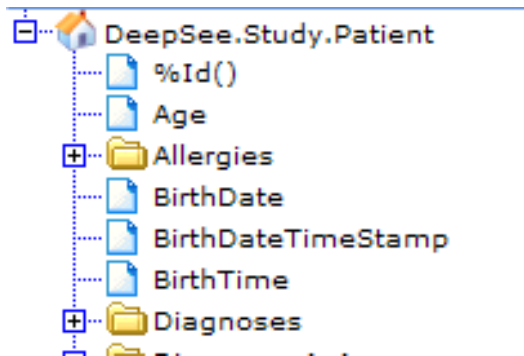 DeepSee.Study.Patient
%Id()
Age
Allergies
BirthDate
BirthDateTimeStamp
BirthTime
Diagnoses